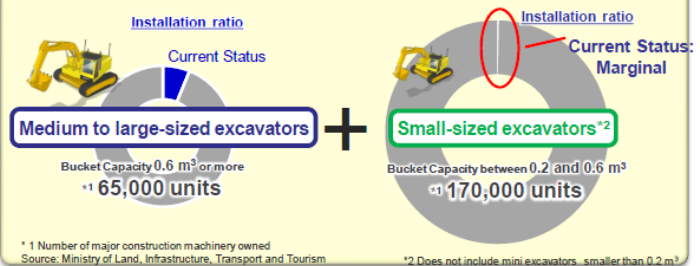 Installation ratio
Current Status
Medium to large-sized excavators
Bucket Capacity 0.6 m³ or more
*1 65,000 units
+
Installation ratio
Current Status:
Marginal
Small-sized excavators*2
Bucket Capacity between 0.2 and 0.6 m³
*1 170,000 units
* 1 Number of major construction machinery owned
Source: Ministry of Land, Infrastructure, Transport and Tourism
*2 Does not include mini excavators smaller than 0.2 m³